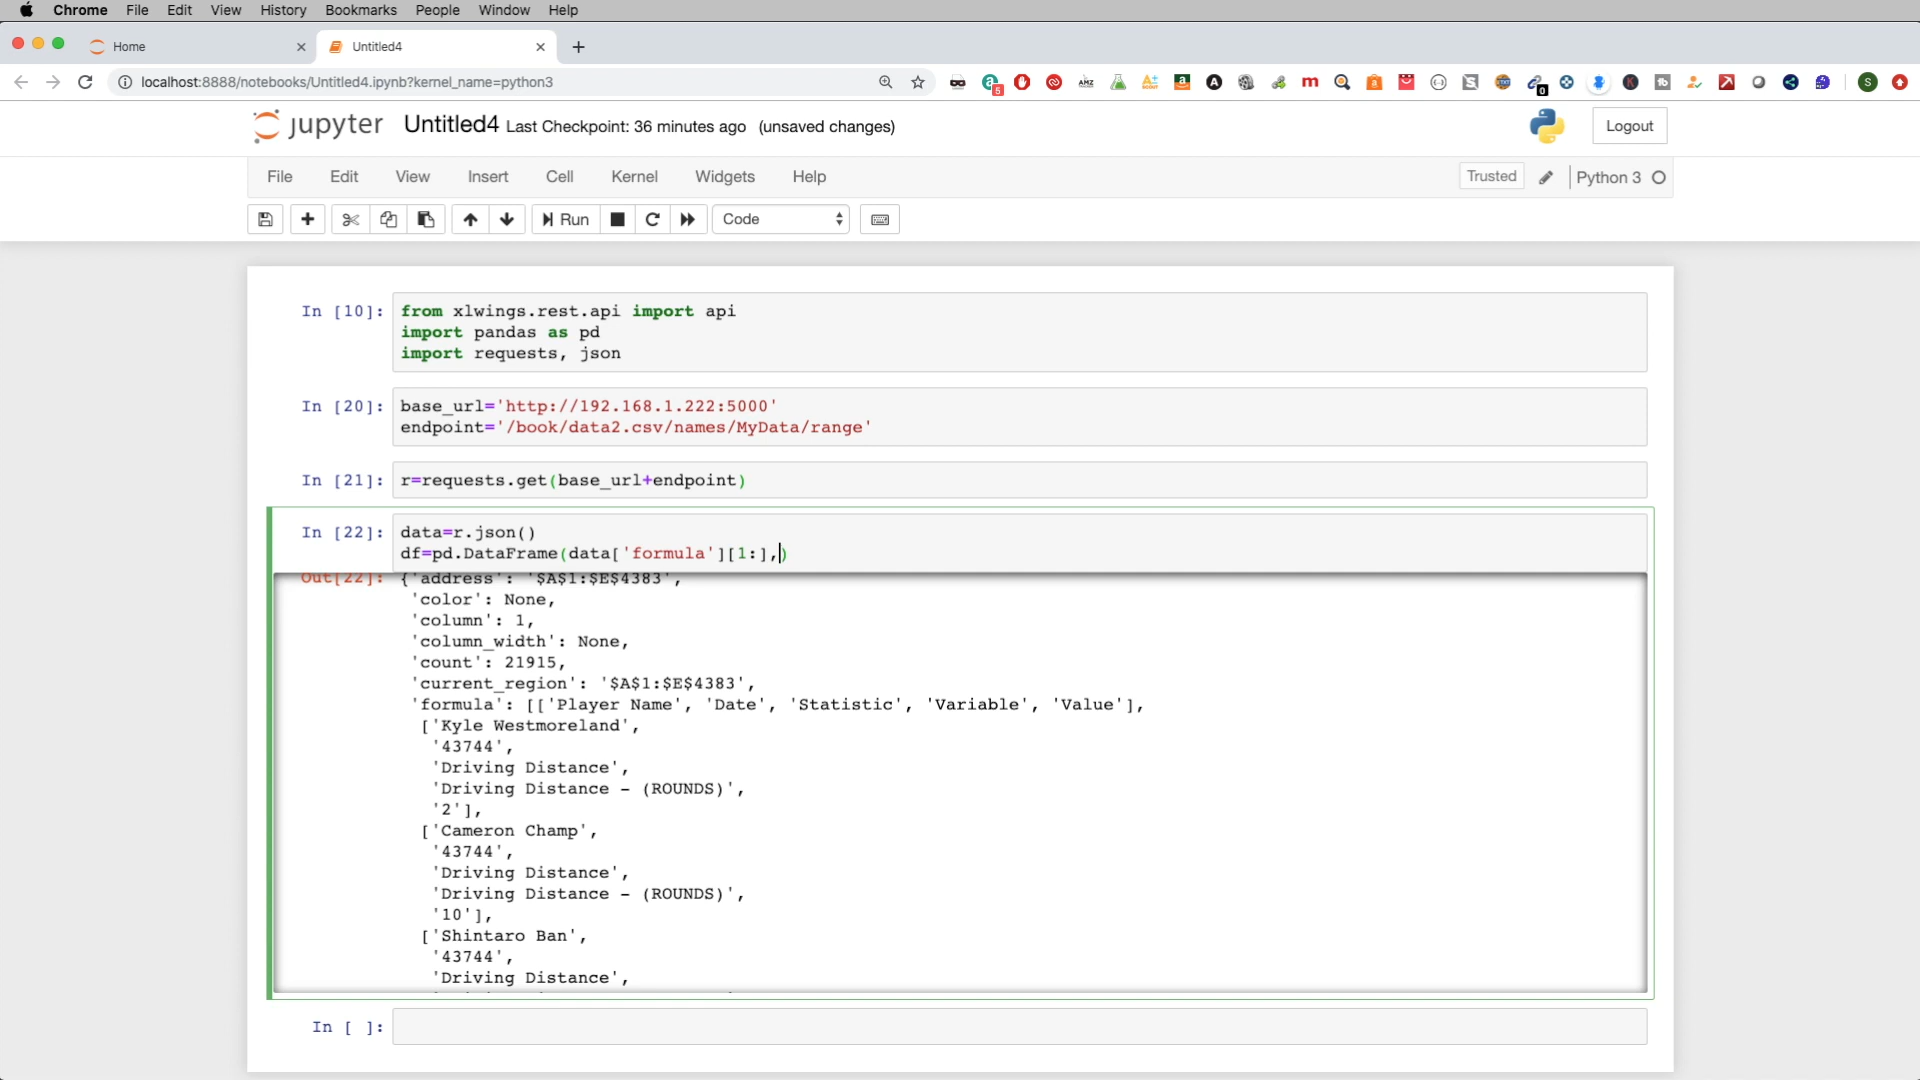 Chrome File Edit View History Bookmarks People Window Help
Home Untitled4
localhost:8888/notebooks/Untitled4.ipynb?kernel_name=python3
jupyter Untitled4 Last Checkpoint: 36 minutes ago (unsaved changes) Logout
File Edit View Insert Cell Kernel Widgets Help Trusted Python 3
Run Code
In [10]: from xlwings.rest.api import api
import pandas as pd
import requests, json
In [20]: base_url='http://192.168.1.222:5000'
endpoint='/book/data2.csv/names/MyData/range'
In [21]: r=requests.get(base_url+endpoint)
In [22]: data=r.json()
df=pd.DataFrame(data['formula'][1:],)
Out[22]: {'address': '$A$1:$E$4383',
'color': None,
'column': 1,
'column_width': None,
'count': 21915,
'current_region': '$A$1:$E$4383',
'formula': [['Player Name', 'Date', 'Statistic', 'Variable', 'Value'],
['Kyle Westmoreland',
'43744',
'Driving Distance',
'Driving Distance - (ROUNDS)',
'2'],
['Cameron Champ',
'43744',
'Driving Distance',
'Driving Distance - (ROUNDS)',
'10'],
['Shintaro Ban',
'43744',
'Driving Distance',
In [ ]: